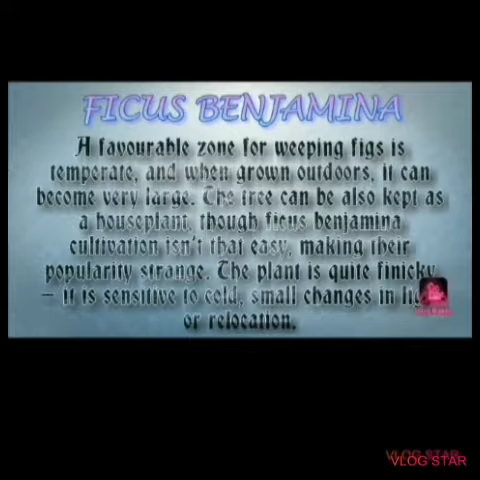 FICUS BENJAMINA
A favourable zone for weeping figs is
temperate, and when grown outdoors, it can
become very large. The tree can be also kept as
a houseplant, though ficus benjamina
cultivation isn't that easy, making their
popularity strange. The plant is quite finicky
– it is sensitive to cold, small changes in
or relocation.
VLOG STAR